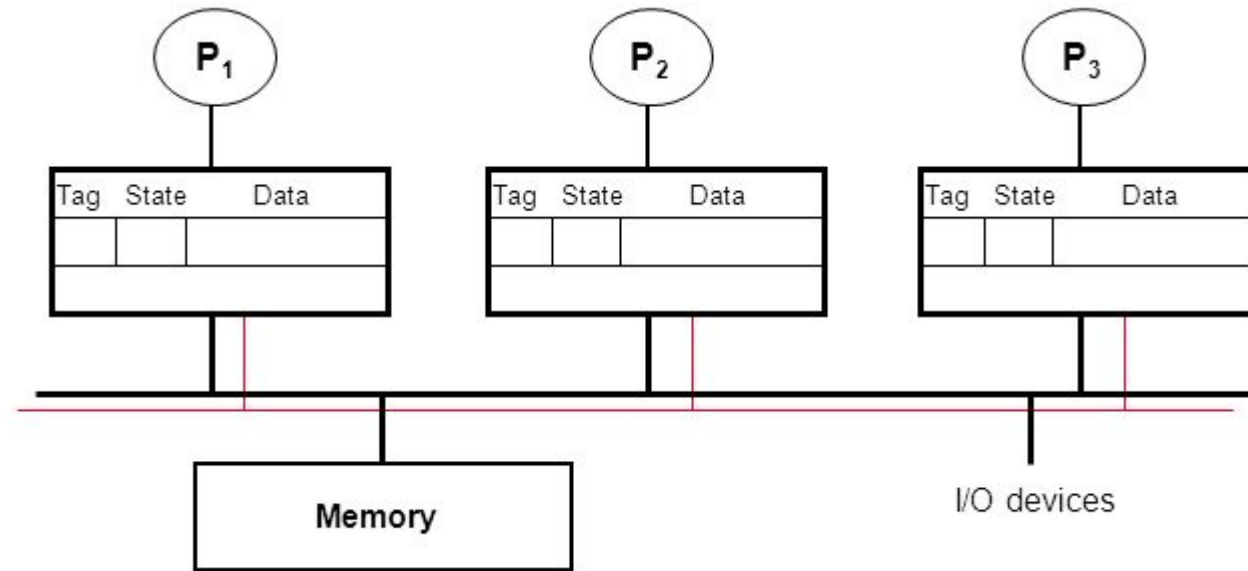 P1 P2 P3
Tag State Data Tag State Data Tag State Data
Memory
I/O devices